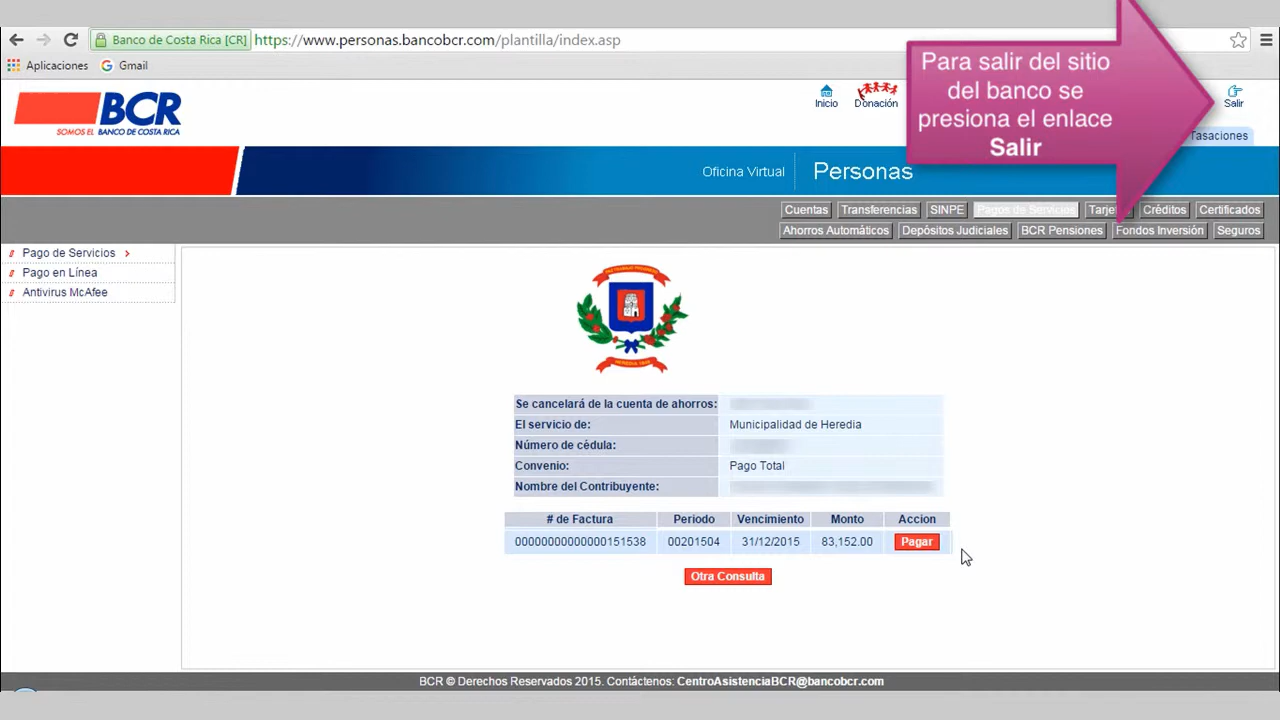 Banco de Costa Rica [CR] https://www.personas.bancobcr.com/plantilla/index.asp
Aplicaciones Gmail
Para salir del sitio
del banco se
presiona el enlace
Salir
BCR
SOMOS EL BANCO DE COSTA RICA
Inicio Donación Salir
Tasaciones
Oficina Virtual Personas
Cuentas Transferencias SINPE Pagos de Servicios Créditos Certificados
Ahorros Automáticos Depósitos Judiciales BCR Pensiones Fondos Inversión Seguros
Pago de Servicios
Pago en Línea
Antivirus McAfee
Se cancelará de la cuenta de ahorros:
El servicio de: Municipalidad de Heredia
Número de cédula:
Convenio: Pago Total
Nombre del Contribuyente:
# de Factura Periodo Vencimiento Monto Accion
00000000000000151538 00201504 31/12/2015 83,152.00 Pagar
Otra Consulta
BCR © Derechos Reservados 2015. Contáctenos: CentroAsistenciaBCR@bancobcr.com